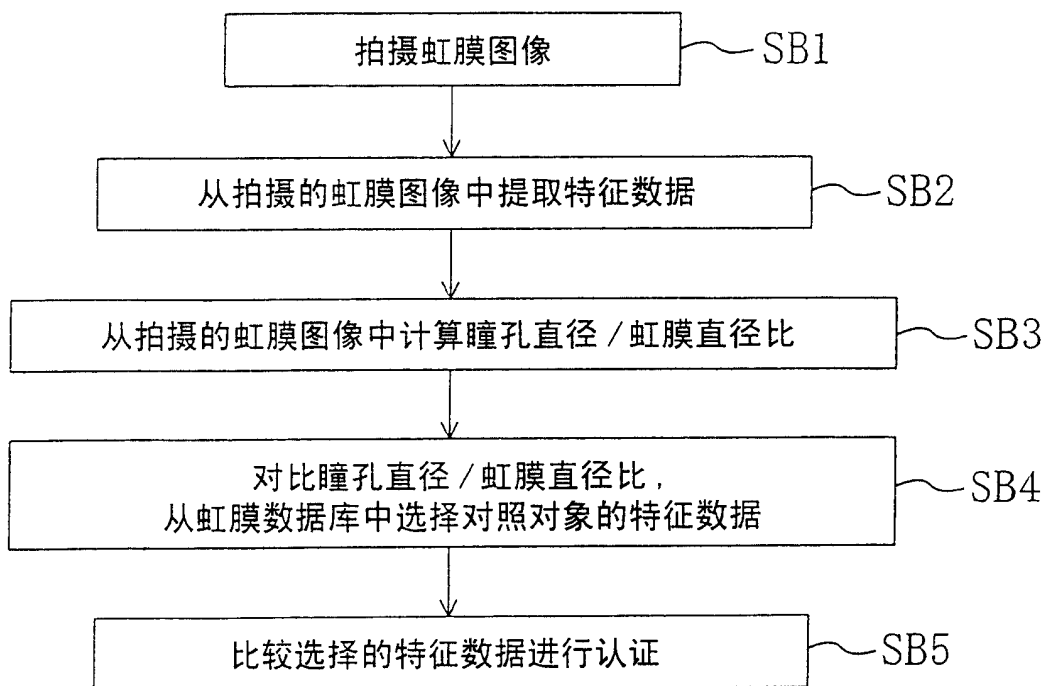 拍摄虹膜图像
SB1
从拍摄的虹膜图像中提取特征数据
SB2
从拍摄的虹膜图像中计算瞳孔直径/虹膜直径比
SB3
对比瞳孔直径/虹膜直径比,
从虹膜数据库中选择对照对象的特征数据
SB4
比较选择的特征数据进行认证
SB5